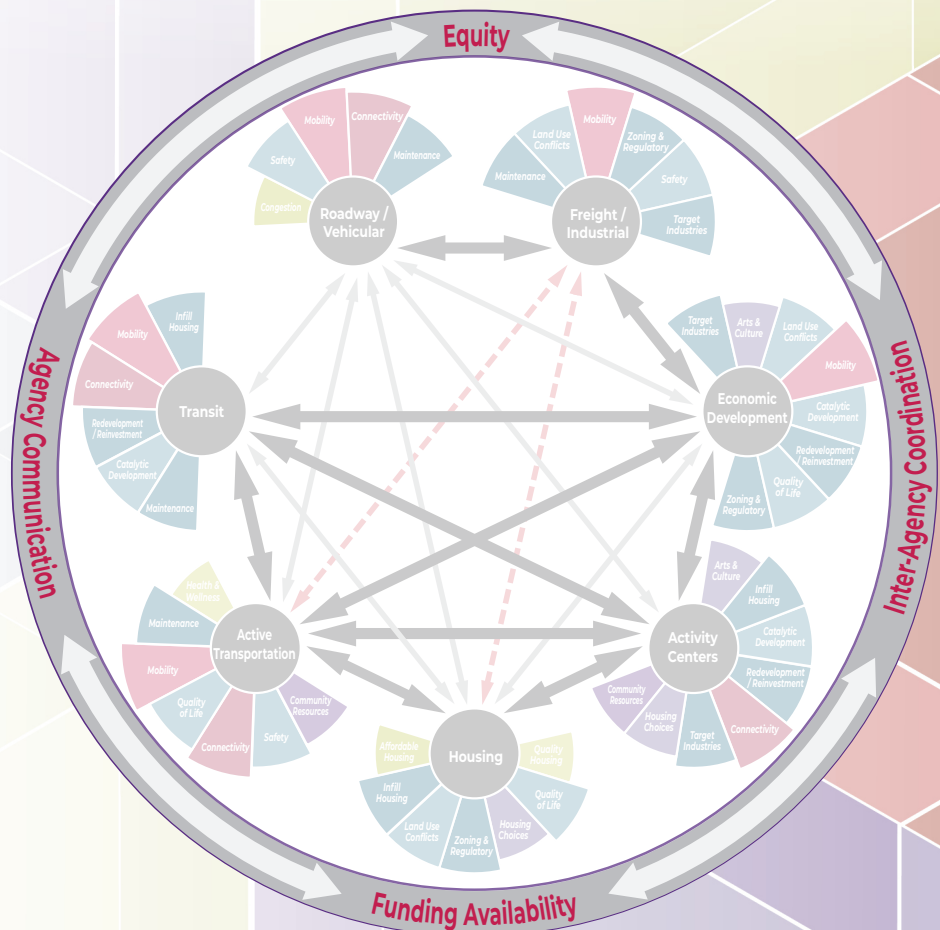 Equity
Agency Communication
Inter-Agency Coordination
Funding Availability
Roadway /
Vehicular
Congestion
Safety
Mobility
Connectivity
Maintenance
Freight /
Industrial
Maintenance
Land Use
Conflicts
Mobility
Zoning &
Regulatory
Safety
Target
Industries
Transit
Infill
Housing
Mobility
Connectivity
Redevelopment
/ Reinvestment
Catalytic
Development
Maintenance
Economic
Development
Target
Industries
Arts &
Culture
Land Use
Conflicts
Mobility
Catalytic
Development
Redevelopment
/ Reinvestment
Quality
of Life
Zoning &
Regulatory
Active
Transportation
Health &
Wellness
Maintenance
Mobility
Quality
of Life
Connectivity
Safety
Community
Resources
Activity
Centers
Arts &
Culture
Infill
Housing
Catalytic
Development
Redevelopment
/ Reinvestment
Connectivity
Target
Industries
Housing
Choices
Community
Resources
Housing
Affordable
Housing
Infill
Housing
Land Use
Conflicts
Zoning &
Regulatory
Housing
Choices
Quality
of Life
Quality
Housing